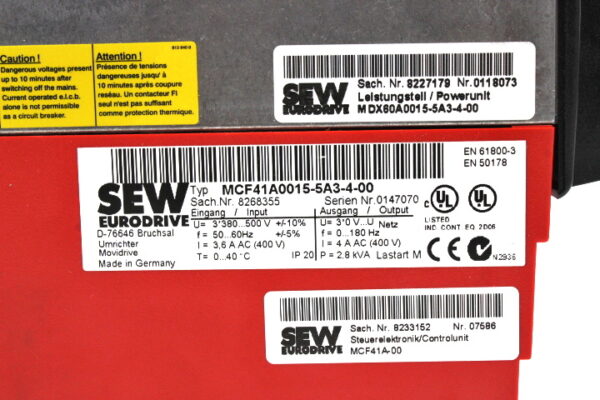 Caution !
Dangerous voltages present
up to 10 minutes after
switching off the mains.
Current operated e.l.c.b.
alone is not permissible
as a circuit breaker.
Attention !
Présence de tensions
dangereuses jusqu' à
10 minutes après coupure
réseau. Un contacteur FI
seul n'est pas suffisant
comme protection thermique.
SEW
EURODRIVE
Sach. Nr. 8227179 Nr. 0118073
Leistungsteil / Powerunit
MDX60A0015-5A3-4-00
EN 61800-3
EN 50178
SEW
EURODRIVE
D-76646 Bruchsal
Umrichter
Movidrive
Made in Germany
Typ MCF41A0015-5A3-4-00
Sach.Nr. 8268355 Serien Nr. 0147070
Eingang / Input Ausgang / Output
U= 3*380...500 V +/-10% U= 3*0...U Netz
f = 50...60Hz +/-5% f = 0...180 Hz
I = 3,6 A AC (400 V) I = 4 A AC (400 V)
T= 0...40°C IP 20 P = 2.8 kVA Lastart M
c UL UL
LISTED
IND. CONT. EQ. 2D06
CE
N2936
SEW
EURODRIVE
Sach. Nr. 8233152 Nr. 07586
Steuerelektronik/Controlunit
MCF41A-00